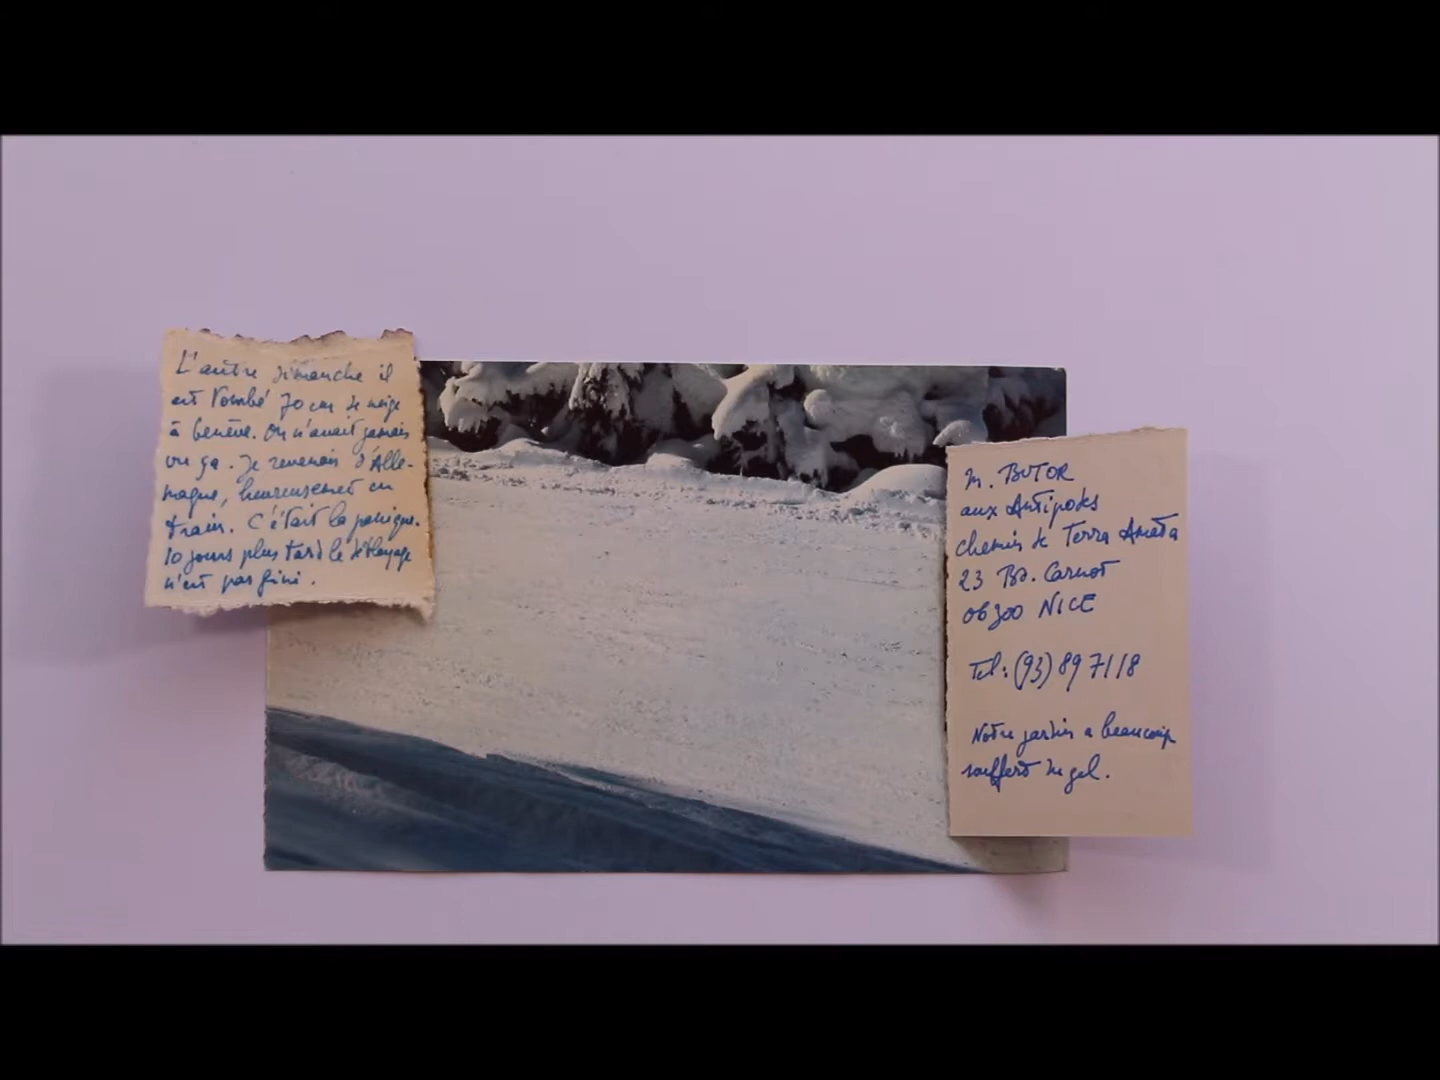 L'autre dimanche il
est tombé 70 cm de neige
à Genève. On n'avait jamais
vu ça. Je revenais d'Alle-
magne, heureusement en
train. C'était la panique.
10 jours plus tard le déblayage
n'est pas fini.
M. BUTOR
aux Antipodes
chemin de Terra Amata
23 Bd. Carnot
06300 NICE
Tel: (93) 89 71 18
Notre jardin a beaucoup
souffert du gel.